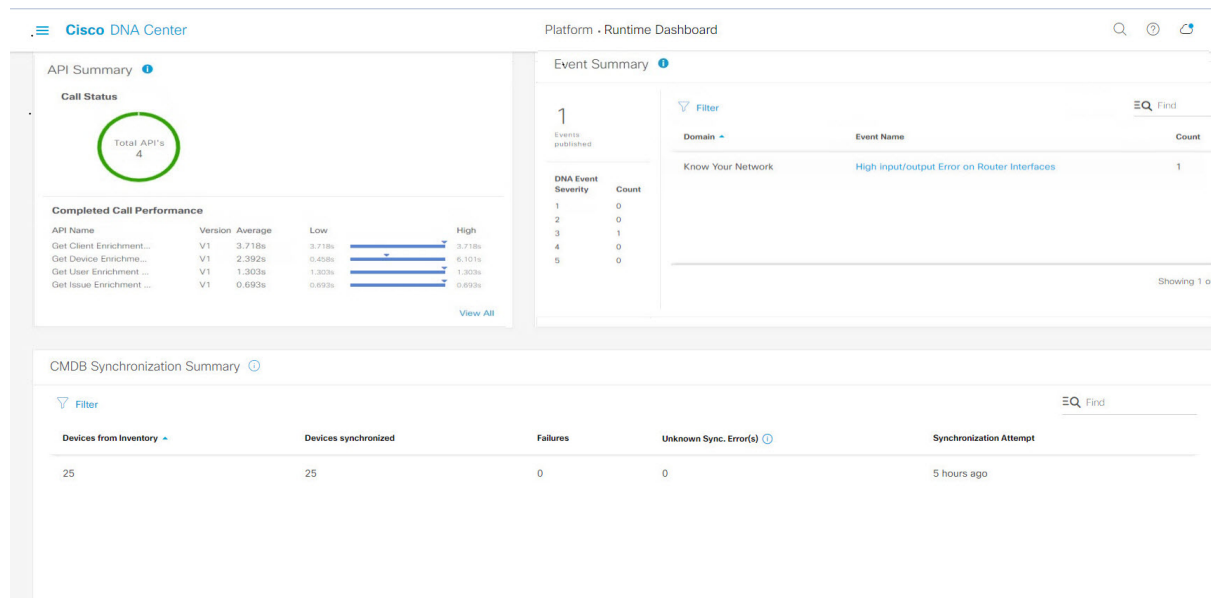 Cisco DNA Center
Platform • Runtime Dashboard
API Summary
Call Status
Total API's
4
Completed Call Performance
API Name Version Average Low High
Get Client Enrichment... V1 3.718s 3.718s 3.718s
Get Device Enrichme... V1 2.392s 0.458s 6.101s
Get User Enrichment ... V1 1.303s 1.303s 1.303s
Get Issue Enrichment ... V1 0.693s 0.693s 0.693s
View All
Event Summary
1
Events
published
DNA Event
Severity Count
1 0
2 0
3 1
4 0
5 0
Filter
Find
Domain Event Name Count
Know Your Network High input/output Error on Router Interfaces 1
Showing 1 o
CMDB Synchronization Summary
Filter
Find
Devices from Inventory Devices synchronized Failures Unknown Sync. Error(s) Synchronization Attempt
25 25 0 0 5 hours ago